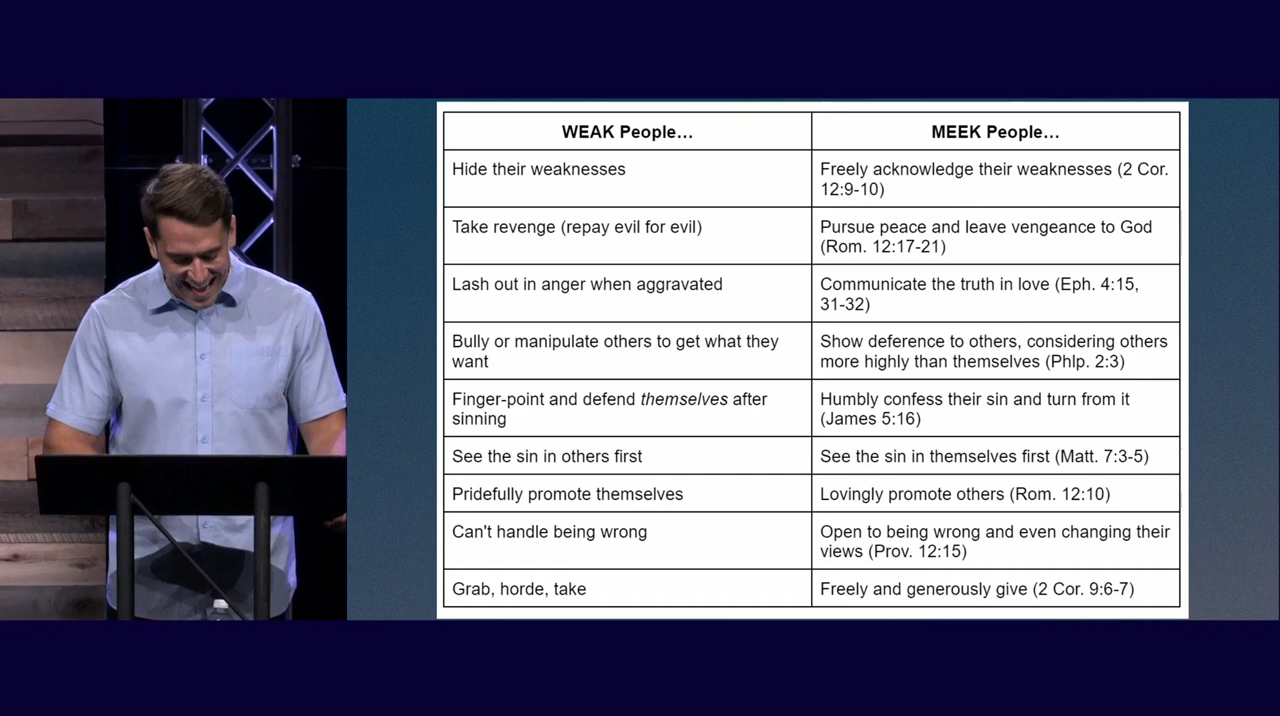 WEAK People…
MEEK People…
Hide their weaknesses
Freely acknowledge their weaknesses (2 Cor.
12:9-10)
Take revenge (repay evil for evil)
Pursue peace and leave vengeance to God
(Rom. 12:17-21)
Lash out in anger when aggravated
Communicate the truth in love (Eph. 4:15,
31-32)
Bully or manipulate others to get what they
want
Show deference to others, considering others
more highly than themselves (Phlp. 2:3)
Finger-point and defend themselves after
sinning
Humbly confess their sin and turn from it
(James 5:16)
See the sin in others first
See the sin in themselves first (Matt. 7:3-5)
Pridefully promote themselves
Lovingly promote others (Rom. 12:10)
Can't handle being wrong
Open to being wrong and even changing their
views (Prov. 12:15)
Grab, horde, take
Freely and generously give (2 Cor. 9:6-7)